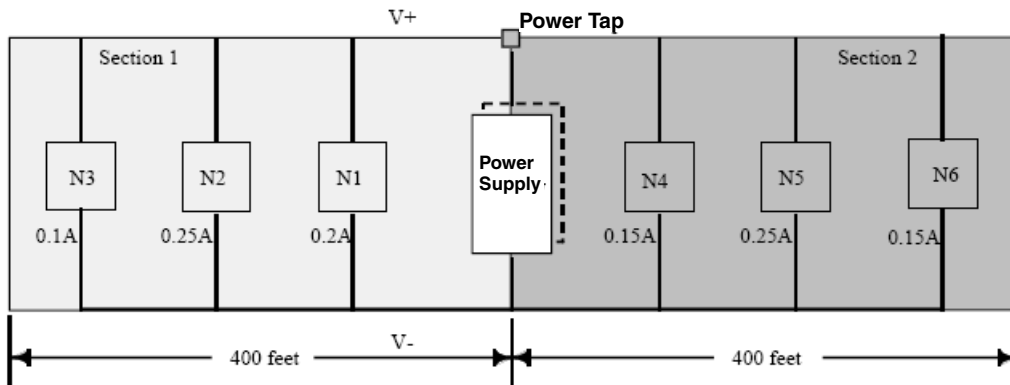 V+
Power Tap
Section 1
Section 2
N3
N2
N1
Power
Supply
N4
N5
N6
0.1A
0.25A
0.2A
0.15A
0.25A
0.15A
V-
400 feet
400 feet